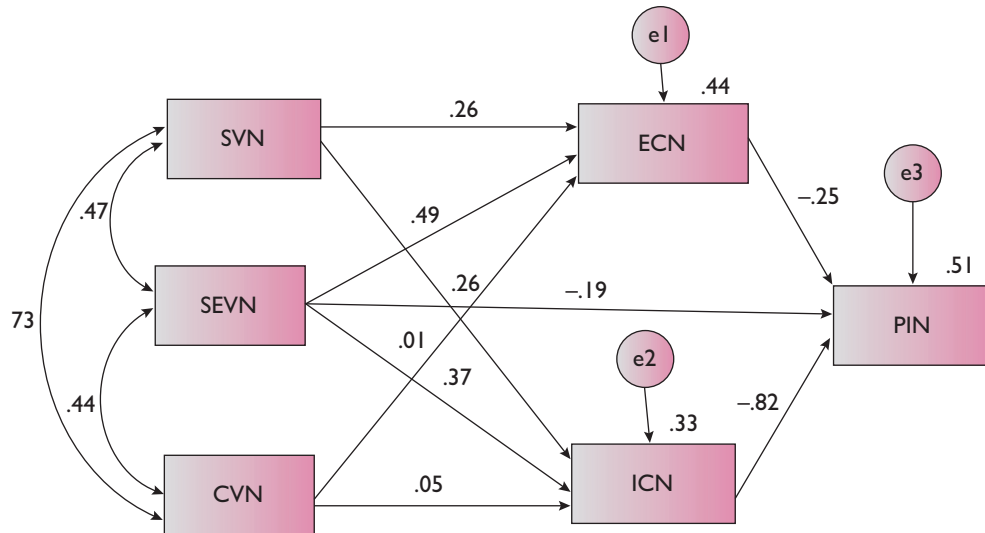 e1
.44
SVN
.26
ECN
e3
.47
.49
–.25
.51
SEVN
.26
–.19
PIN
73
.01
e2
.37
.44
–.82
.33
CVN
.05
ICN